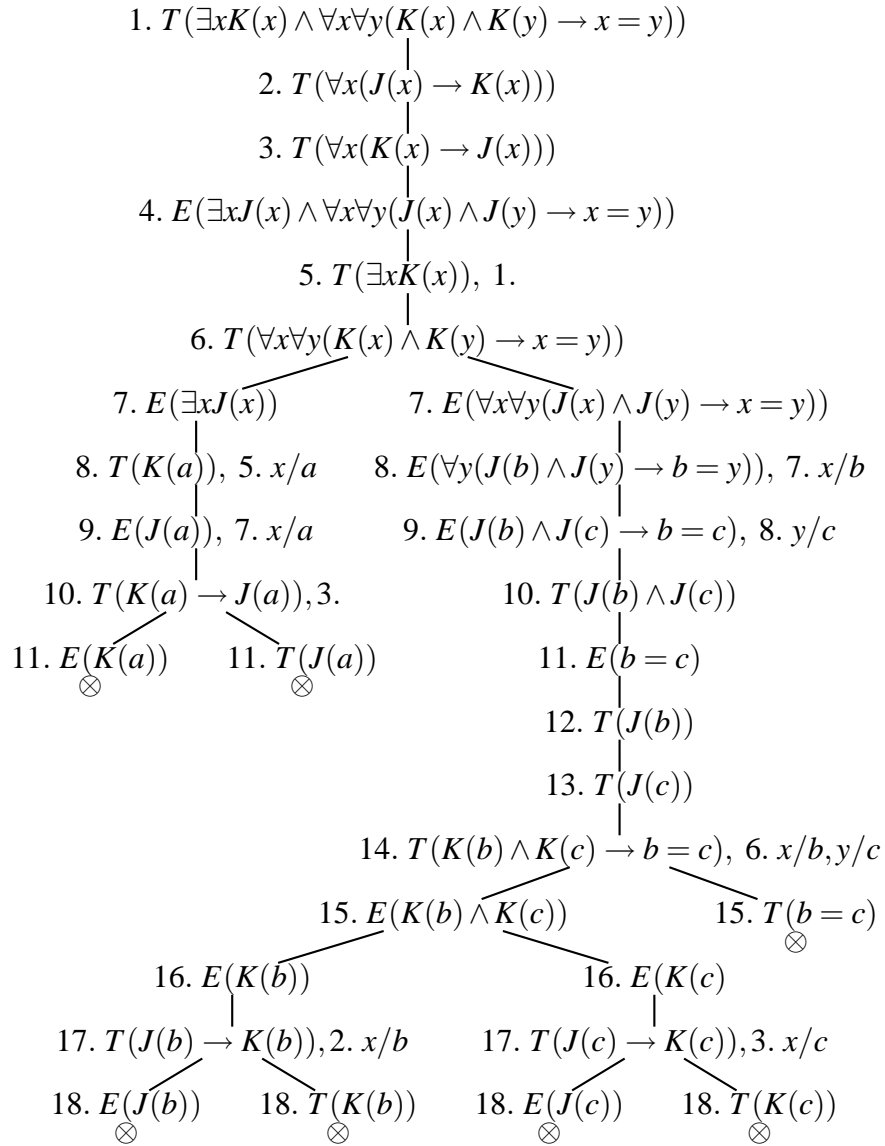 1. T(∃xK(x) ∧ ∀x∀y(K(x) ∧ K(y) → x = y))
2. T(∀x(J(x) → K(x)))
3. T(∀x(K(x) → J(x)))
4. E(∃xJ(x) ∧ ∀x∀y(J(x) ∧ J(y) → x = y))
5. T(∃xK(x)), 1.
6. T(∀x∀y(K(x) ∧ K(y) → x = y))
7. E(∃xJ(x)) 7. E(∀x∀y(J(x) ∧ J(y) → x = y))
8. T(K(a)), 5. x/a 8. E(∀y(J(b) ∧ J(y) → b = y)), 7. x/b
9. E(J(a)), 7. x/a 9. E(J(b) ∧ J(c) → b = c), 8. y/c
10. T(K(a) → J(a)), 3. 10. T(J(b) ∧ J(c))
11. E(K(a)) 11. T(J(a)) 11. E(b = c)
⊗ ⊗
12. T(J(b))
13. T(J(c))
14. T(K(b) ∧ K(c) → b = c), 6. x/b, y/c
15. E(K(b) ∧ K(c)) 15. T(b = c)
⊗
16. E(K(b)) 16. E(K(c)
17. T(J(b) → K(b)), 2. x/b 17. T(J(c) → K(c)), 3. x/c
18. E(J(b)) 18. T(K(b)) 18. E(J(c)) 18. T(K(c))
⊗ ⊗ ⊗ ⊗